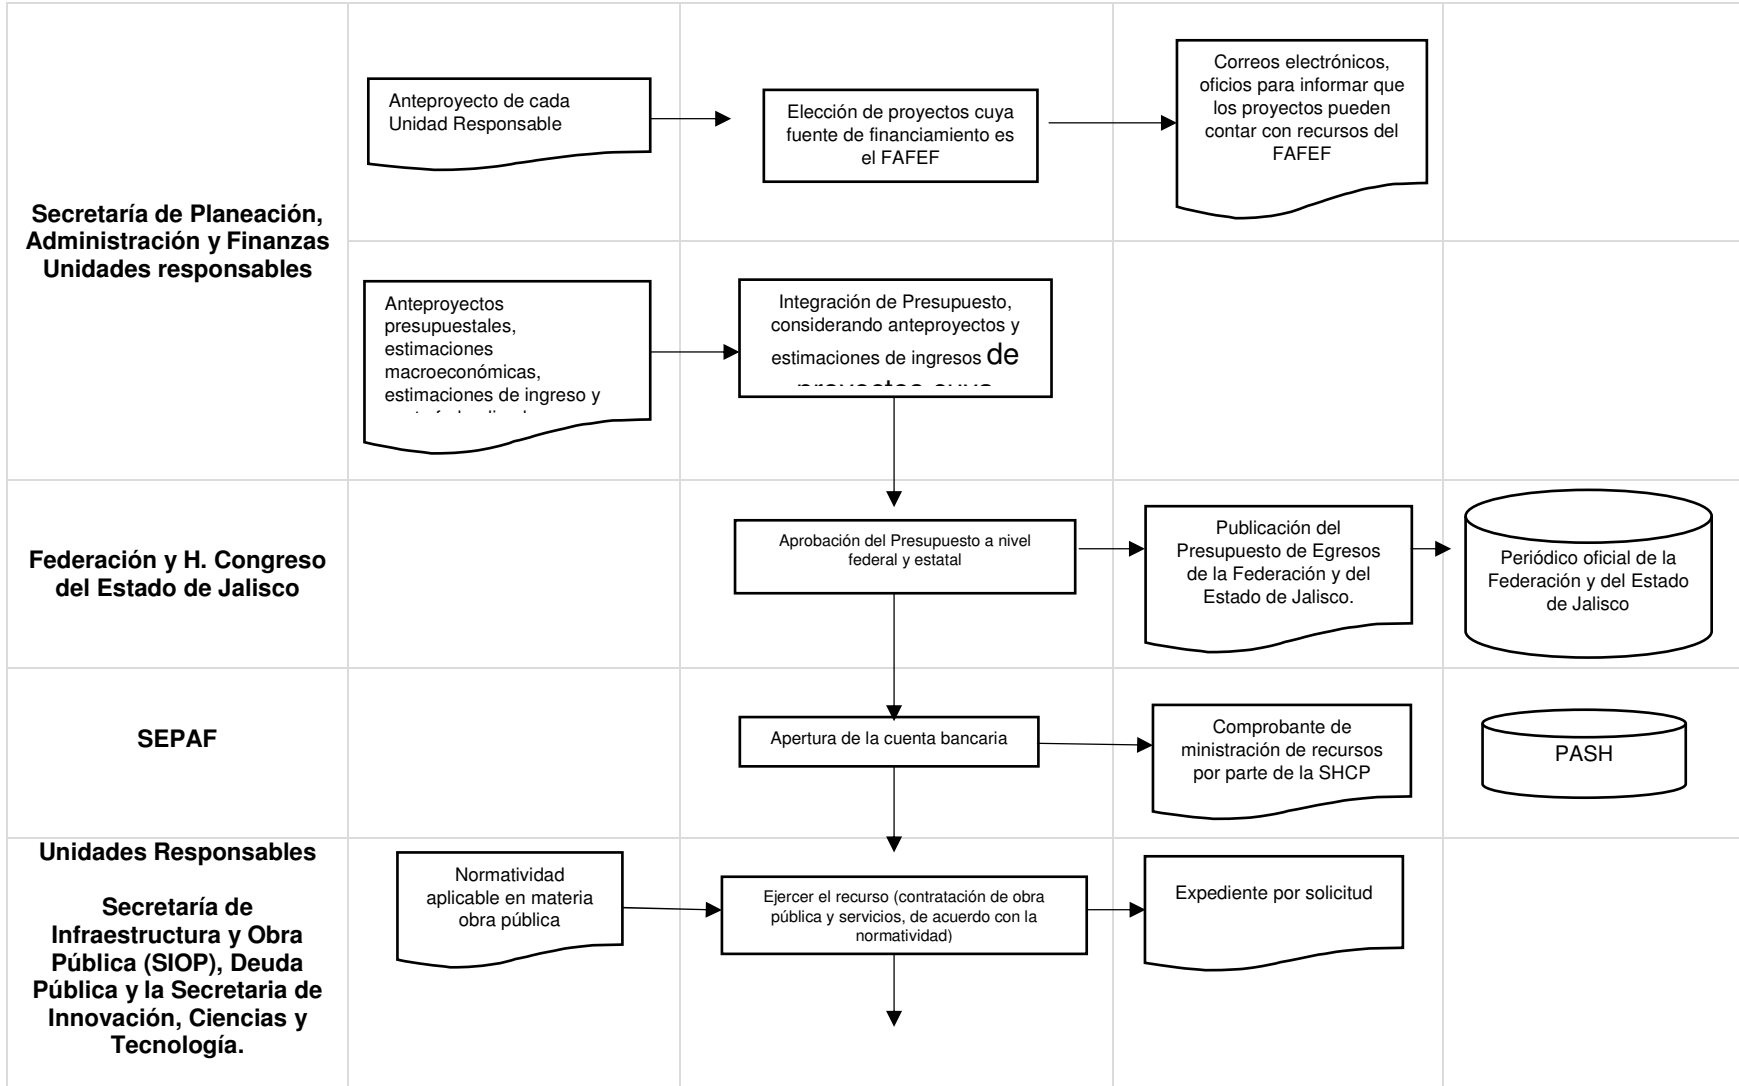 Secretaría de Planeación,
Administración y Finanzas
Unidades responsables
Anteproyecto de cada
Unidad Responsable
Elección de proyectos cuya
fuente de financiamiento es
el FAFEF
Correos electrónicos,
oficios para informar que
los proyectos pueden
contar con recursos del
FAFEF
Anteproyectos
presupuestales,
estimaciones
macroeconómicas,
estimaciones de ingreso y
Integración de Presupuesto,
considerando anteproyectos y
estimaciones de ingresos de
proyectos cuya
Federación y H. Congreso
del Estado de Jalisco
Aprobación del Presupuesto a nivel
federal y estatal
Publicación del
Presupuesto de Egresos
de la Federación y del
Estado de Jalisco.
Periódico oficial de la
Federación y del Estado
de Jalisco
SEPAF
Apertura de la cuenta bancaria
Comprobante de
ministración de recursos
por parte de la SHCP
PASH
Unidades Responsables
Secretaría de
Infraestructura y Obra
Pública (SIOP), Deuda
Pública y la Secretaria de
Innovación, Ciencias y
Tecnología.
Normatividad
aplicable en materia
obra pública
Ejercer el recurso (contratación de obra
pública y servicios, de acuerdo con la
normatividad)
Expediente por solicitud